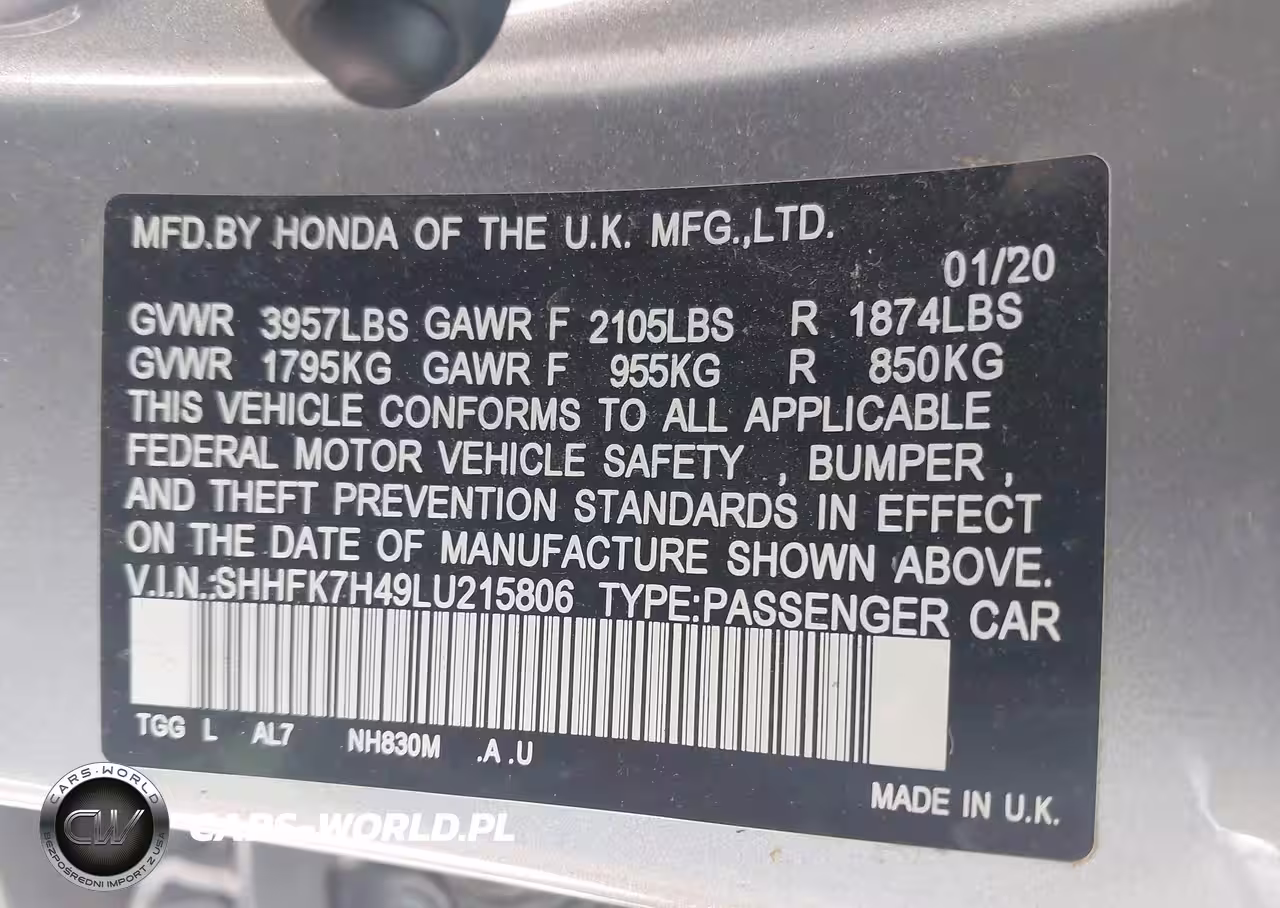 MFD.BY HONDA OF THE U.K. MFG.,LTD.
01/20
GVWR 3957LBS GAWR F 2105LBS R 1874LBS
GVWR 1795KG GAWR F 955KG R 850KG
THIS VEHICLE CONFORMS TO ALL APPLICABLE
FEDERAL MOTOR VEHICLE SAFETY , BUMPER ,
AND THEFT PREVENTION STANDARDS IN EFFECT
ON THE DATE OF MANUFACTURE SHOWN ABOVE.
V.I.N.:SHHFK7H49LU215806 TYPE:PASSENGER CAR
TGG L AL7 NH830M .A .U
MADE IN U.K.
CARS-WORLD
CW
BEZPOŚREDNI IMPORT Z USA
CARS-WORLD.PL